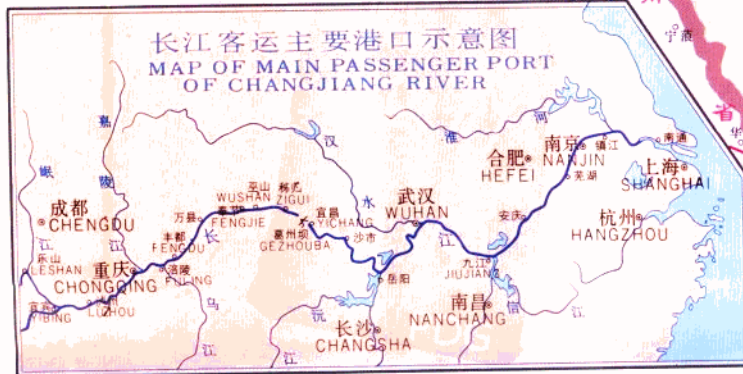 长江客运主要港口示意图
MAP OF MAIN PASSENGER PORT
OF CHANGJIANG RIVER
宁
省
华
嘉
陵
江
岷
江
汉
水
淮
河
南京
NANJIN
镇江
南通
合肥
HEFEI
上海
SHANGHAI
芜湖
成都
CHENGDU
万县
巫山
WUSHAN
秭归
ZIGUI
奉节
FENGJIE
宜昌
YICHANG
葛州坝
GEZHOUBA
沙市
武汉
WUHAN
安庆
杭州
HANGZHOU
丰都
FENGDU
长
江
乐山
LESHAN
重庆
CHONGQING
涪陵
FULING
岳阳
九江
JIUJIANG
宜宾
YIBING
LUZHOU
乌
江
沅
江
长沙
CHANGSHA
南昌
NANCHANG
信
江